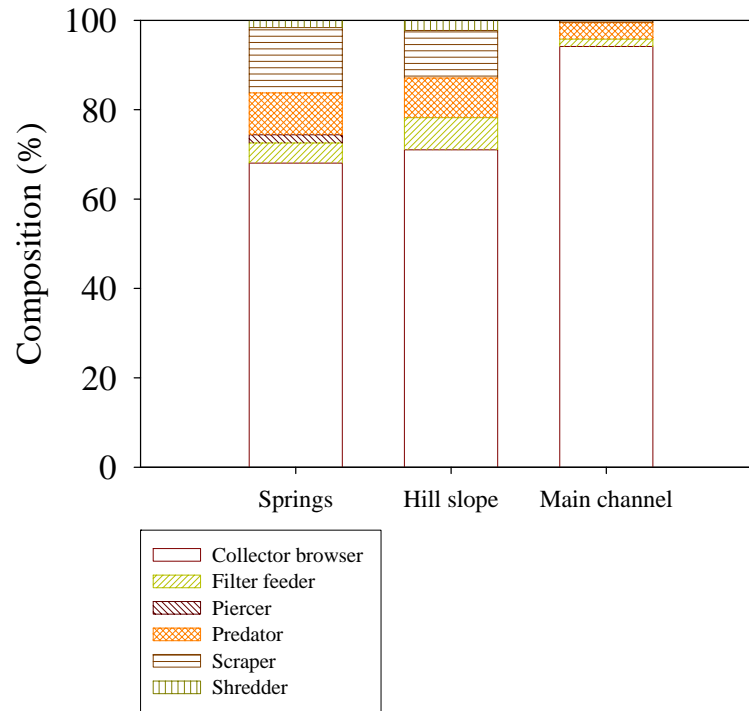 100
80
60
40
20
0
Composition (%)
Springs Hill slope Main channel
Collector browser
Filter feeder
Piercer
Predator
Scraper
Shredder